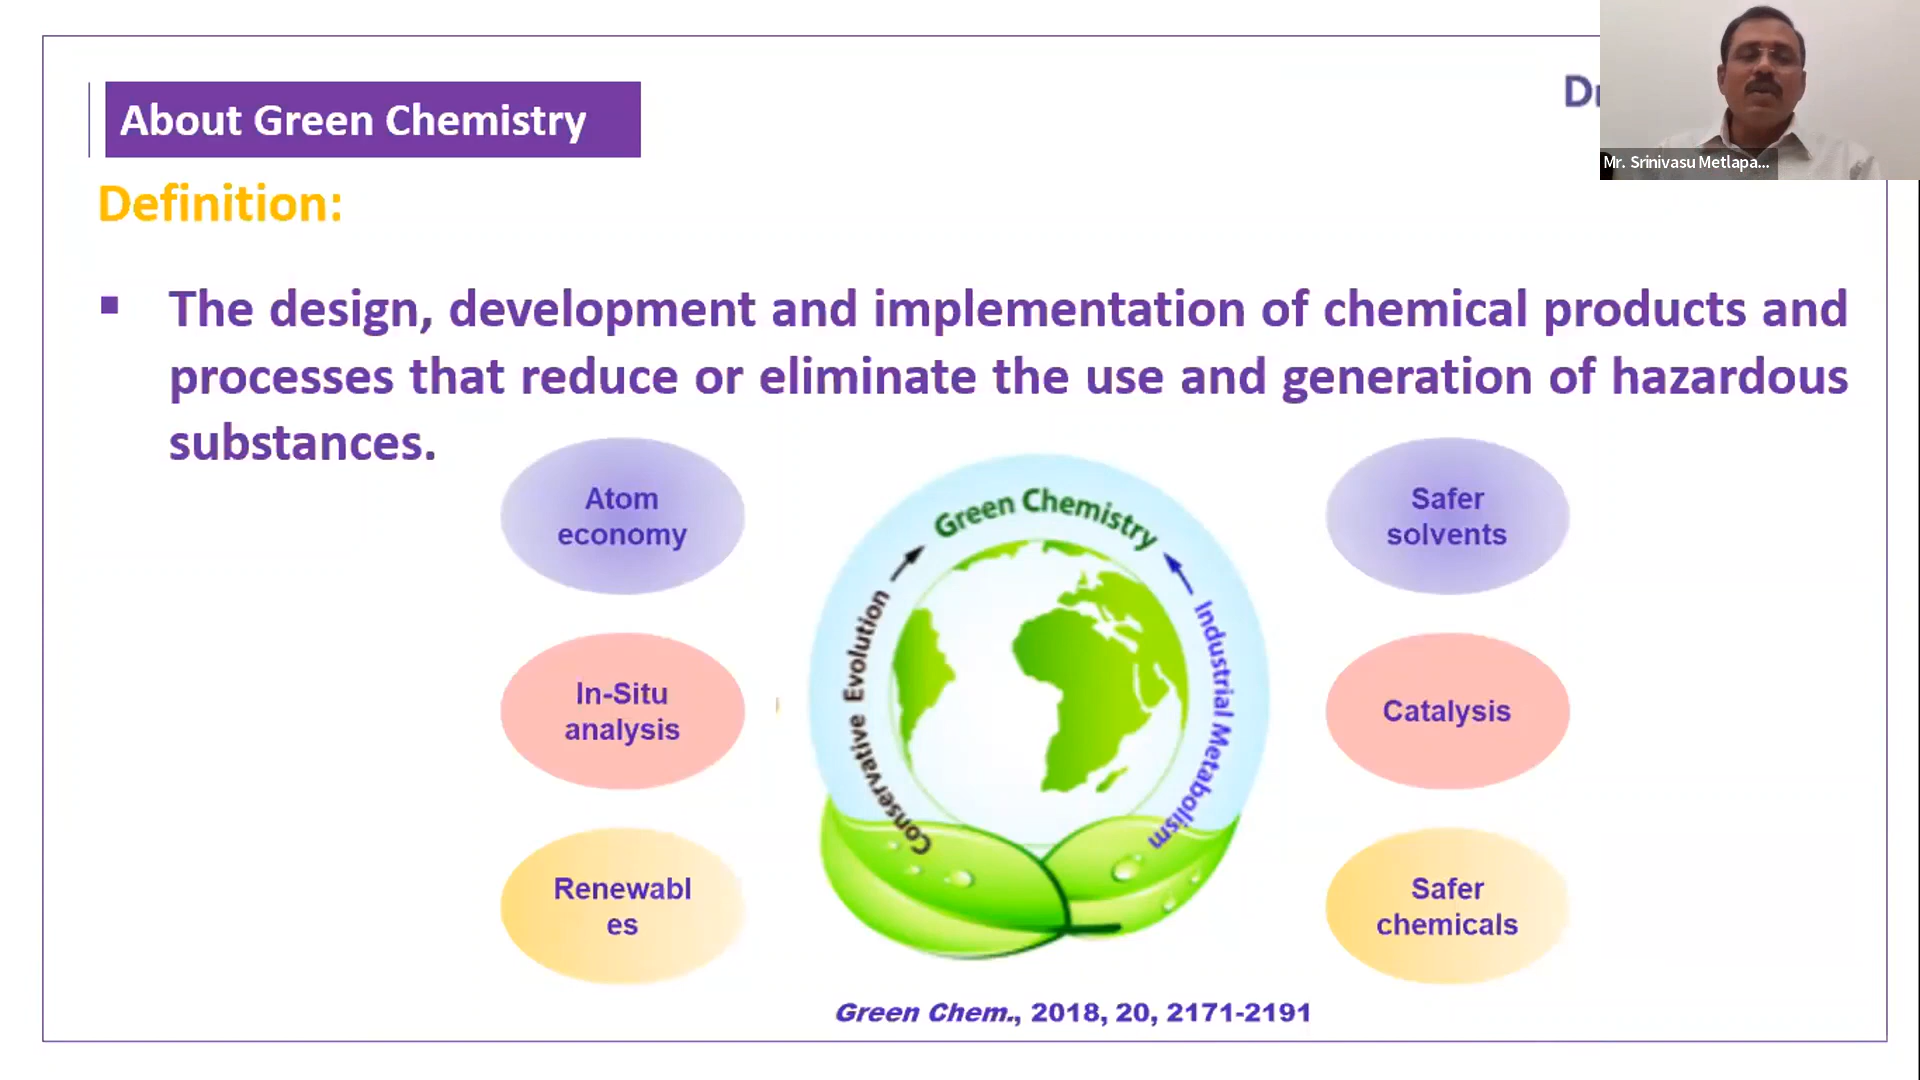 About Green Chemistry
Mr. Srinivasu Metlapa...
Definition:
▪ The design, development and implementation of chemical products and
processes that reduce or eliminate the use and generation of hazardous
substances.
Atom
economy
In-Situ
analysis
Renewabl
es
Green Chemistry
Conservative Evolution
Industrial Metabolism
Safer
solvents
Catalysis
Safer
chemicals
Green Chem., 2018, 20, 2171-2191